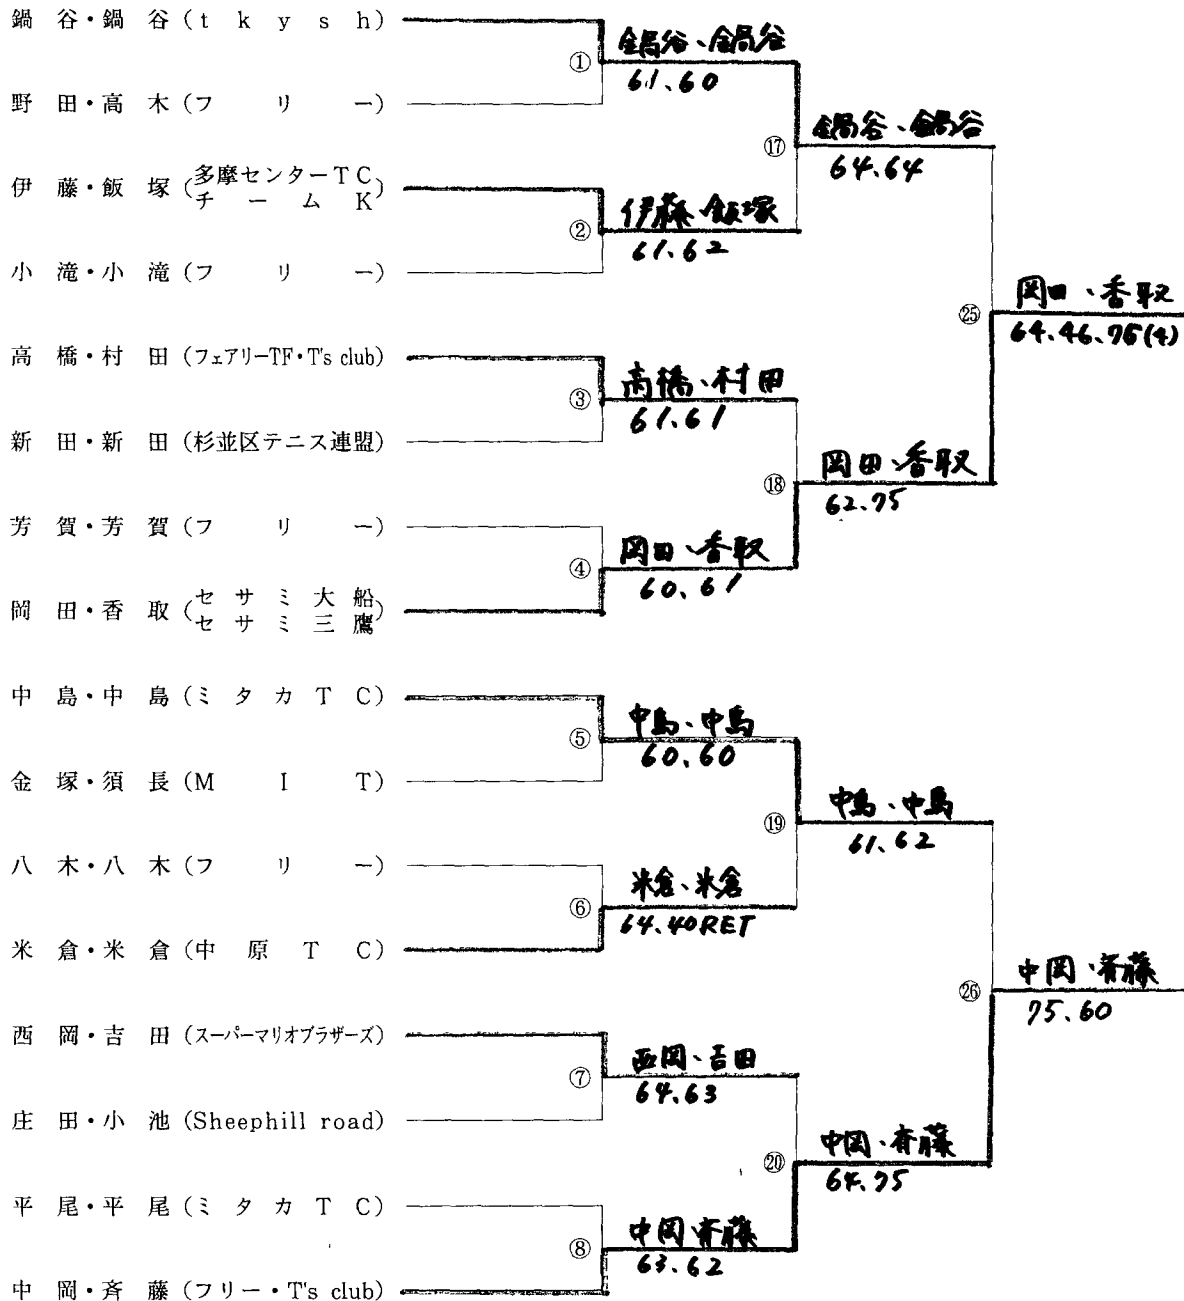 鍋 谷・鍋 谷 (t k y s h)
鍋谷、鍋谷
①
61.60
野 田・高 木 (フ リ ー)
鍋谷、鍋谷
⑰
64.64
伊 藤・飯 塚 (多摩センターTC
チ ー ム K)
伊藤、飯塚
②
61.62
小 滝・小 滝 (フ リ ー)
岡田、香取
㉕
64.46.76(4)
高 橋・村 田 (フェアリーTF・T's club)
高橋、村田
③
61.61
新 田・新 田 (杉並区テニス連盟)
岡田、香取
⑱
62.75
芳 賀・芳 賀 (フ リ ー)
岡田、香取
④
60.61
岡 田・香 取 (セ サ ミ 大 船
セ サ ミ 三 鷹)
中 島・中 島 (ミ タ カ T C)
中島、中島
⑤
60.60
金 塚・須 長 (M I T)
中島、中島
⑲
61.62
八 木・八 木 (フ リ ー)
米倉、米倉
⑥
64.40RET
米 倉・米 倉 (中 原 T C)
中岡、斉藤
㉖
75.60
西 岡・吉 田 (スーパーマリオブラザーズ)
西岡、吉田
⑦
64.63
庄 田・小 池 (Sheephill road)
中岡、斉藤
⑳
64.75
平 尾・平 尾 (ミ タ カ T C)
中岡、斉藤
⑧
63.62
中 岡・斉 藤 (フリー・T's club)